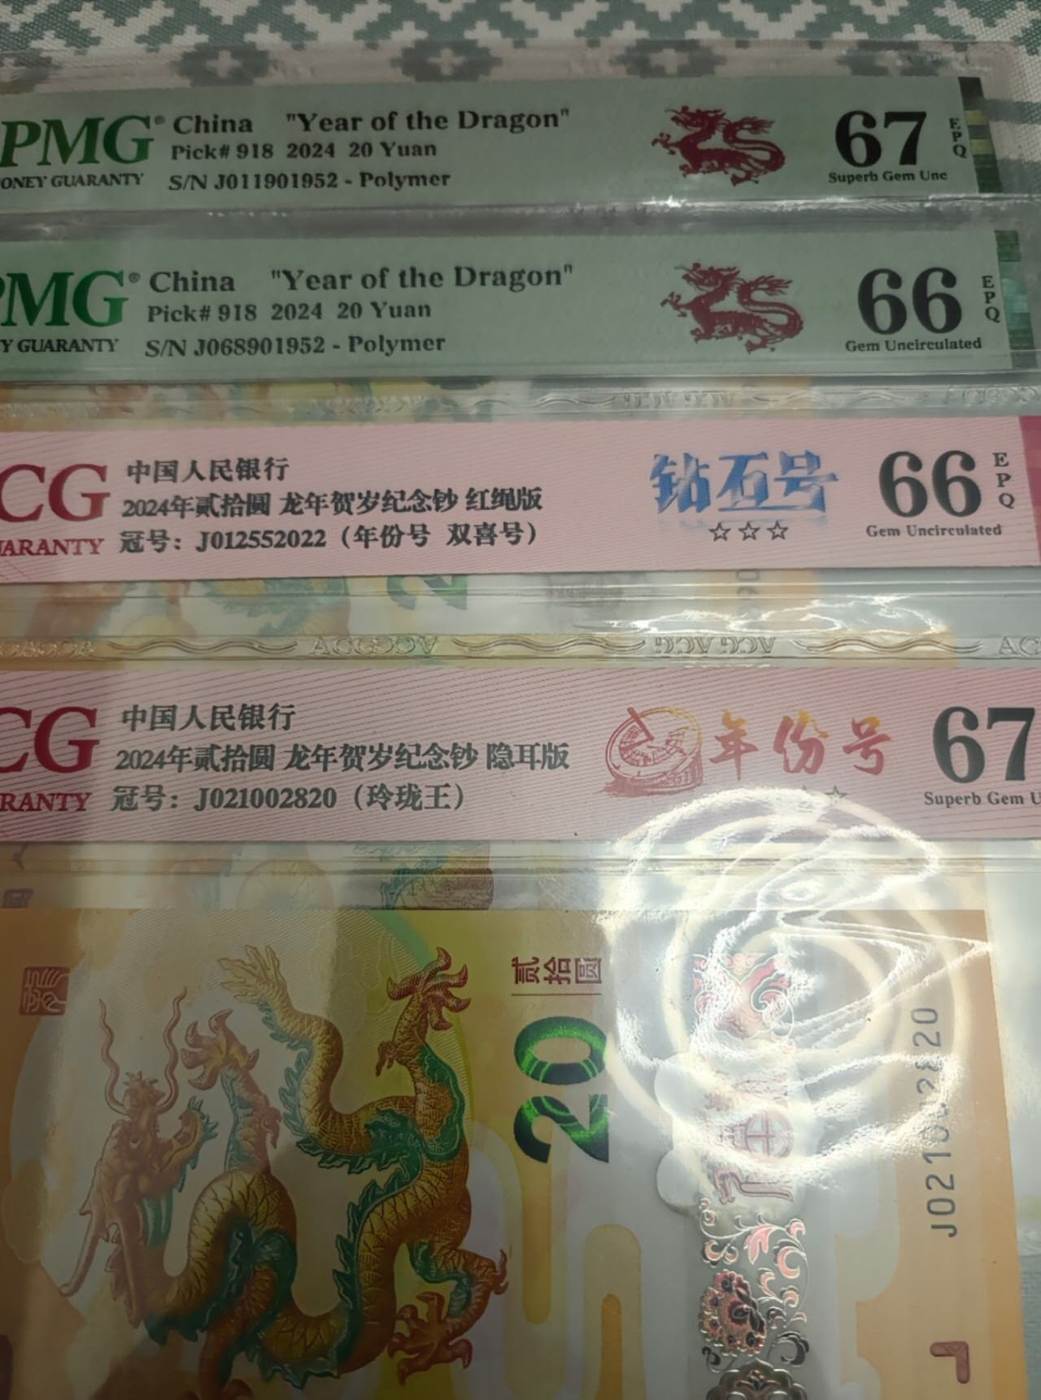 PMG® China "Year of the Dragon" 67 EPQ
Pick# 918 2024 20 Yuan
ONEY GUARANTY S/N J011901952 - Polymer Superb Gem Unc
MG® China "Year of the Dragon" 66 EPQ
Pick# 918 2024 20 Yuan
Y GUARANTY S/N J068901952 - Polymer Gem Uncirculated
CG 中国人民银行 钻石号 66 EPQ
2024年贰拾圆 龙年贺岁纪念钞 红绳版
ARANTY 冠号：J012552022（年份号 双喜号） ☆☆☆ Gem Uncirculated
CG 中国人民银行 年份号 67
2024年贰拾圆 龙年贺岁纪念钞 隐耳版
RANTY 冠号：J021002820（玲珑王） Superb Gem U
贰拾圆
20
J021002820